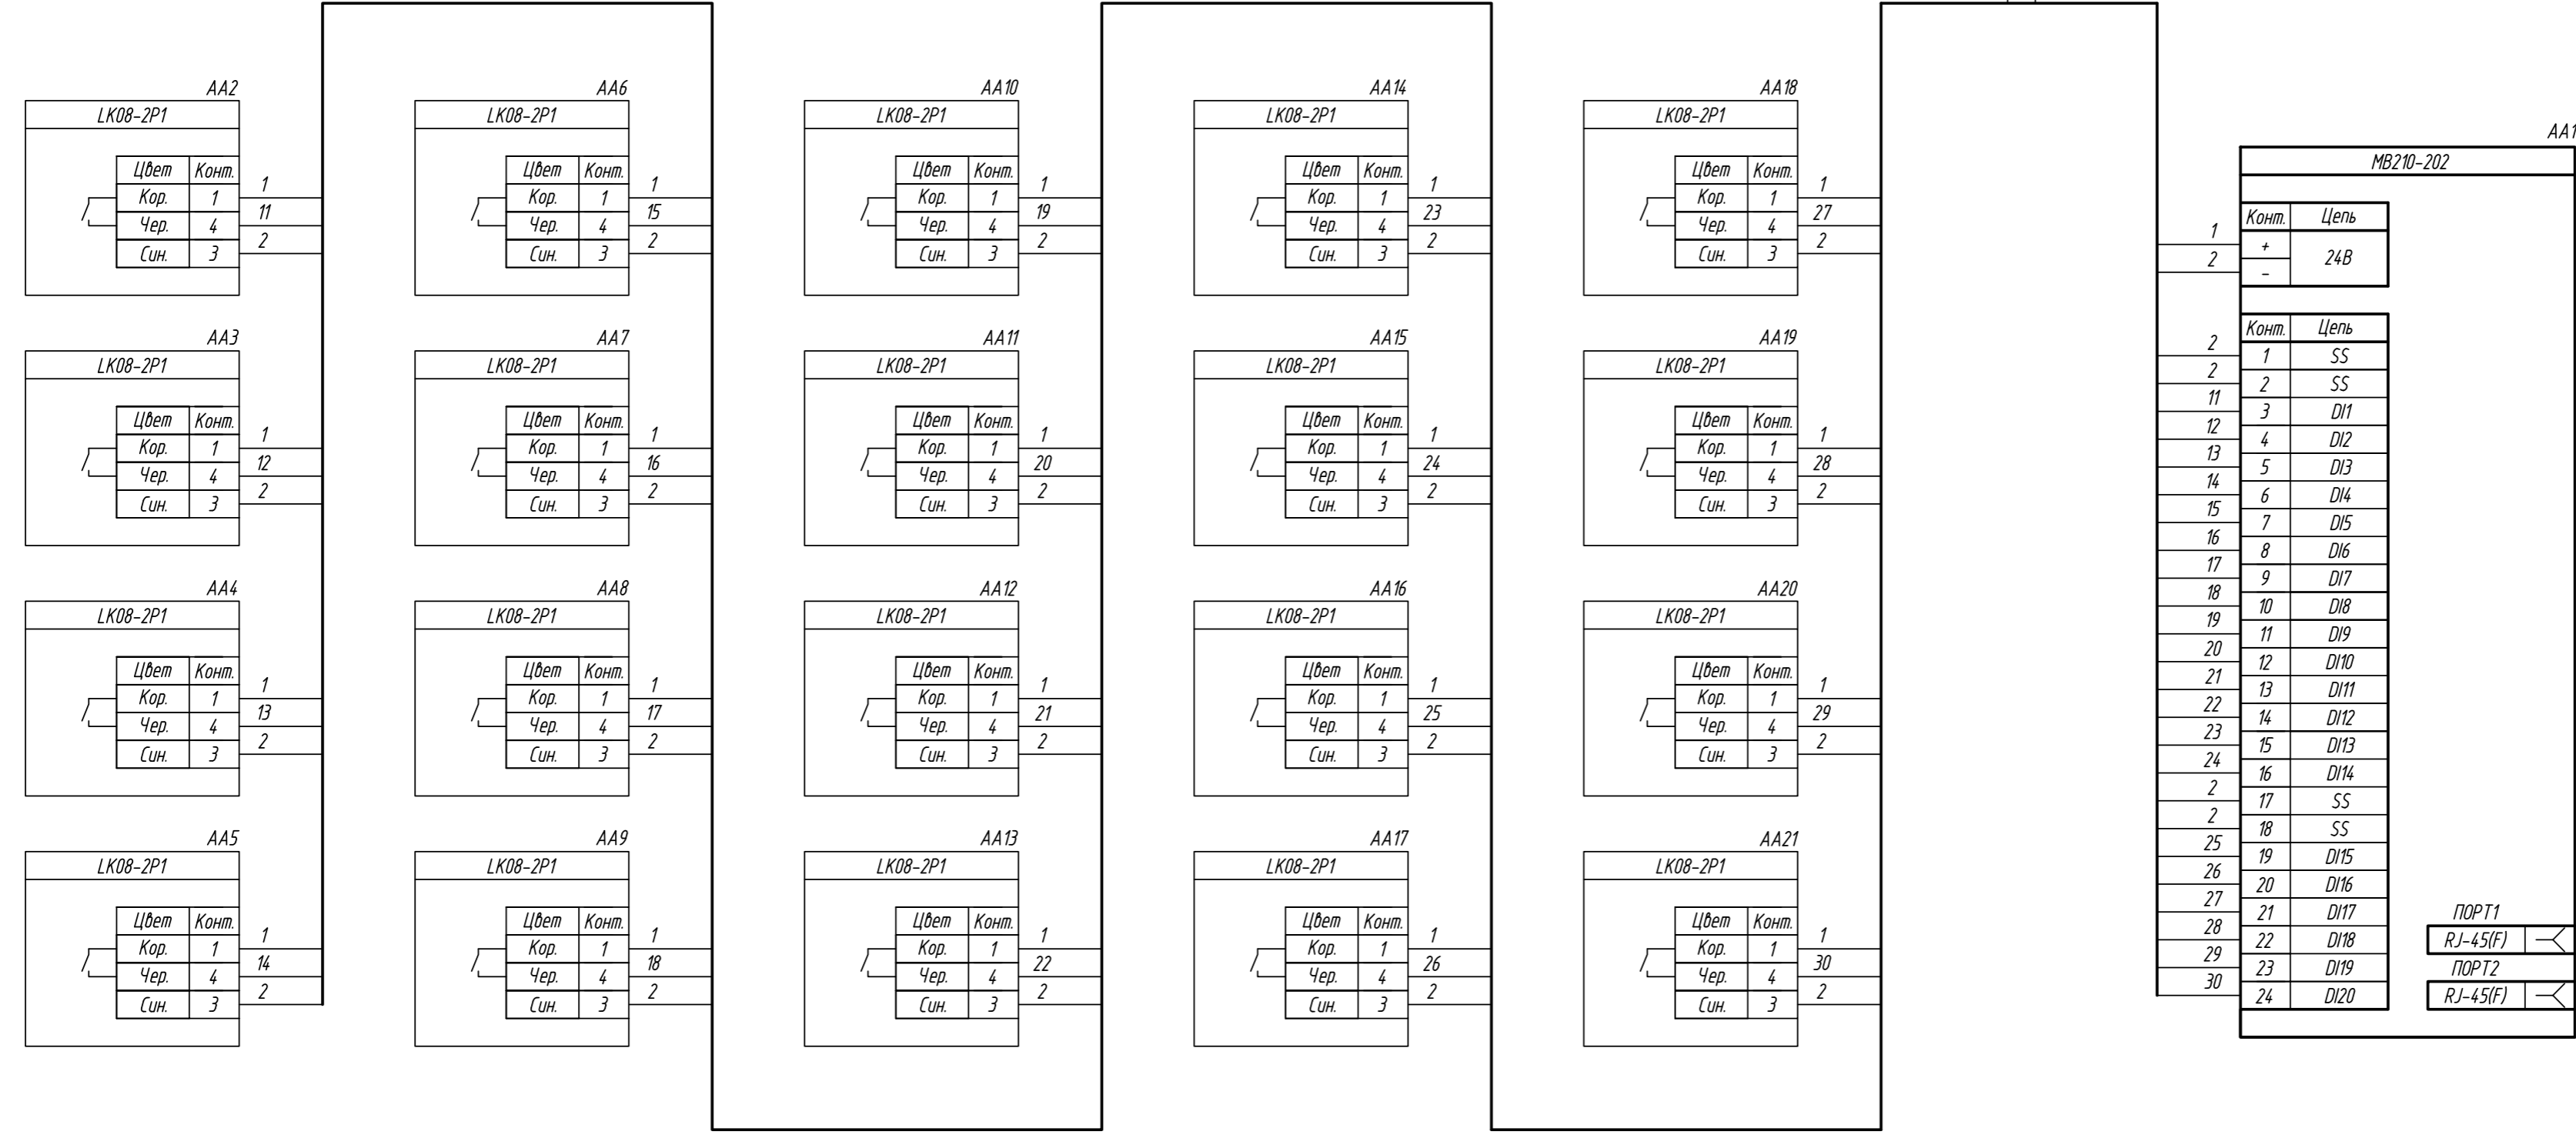 AA2
LK08-2P1
Цвет Конт.
Кор. 1 1
Чер. 4 11
Син. 3 2
AA3
LK08-2P1
Цвет Конт.
Кор. 1 1
Чер. 4 12
Син. 3 2
AA4
LK08-2P1
Цвет Конт.
Кор. 1 1
Чер. 4 13
Син. 3 2
AA5
LK08-2P1
Цвет Конт.
Кор. 1 1
Чер. 4 14
Син. 3 2
AA6
LK08-2P1
Цвет Конт.
Кор. 1 1
Чер. 4 15
Син. 3 2
AA7
LK08-2P1
Цвет Конт.
Кор. 1 1
Чер. 4 16
Син. 3 2
AA8
LK08-2P1
Цвет Конт.
Кор. 1 1
Чер. 4 17
Син. 3 2
AA9
LK08-2P1
Цвет Конт.
Кор. 1 1
Чер. 4 18
Син. 3 2
AA10
LK08-2P1
Цвет Конт.
Кор. 1 1
Чер. 4 19
Син. 3 2
AA11
LK08-2P1
Цвет Конт.
Кор. 1 1
Чер. 4 20
Син. 3 2
AA12
LK08-2P1
Цвет Конт.
Кор. 1 1
Чер. 4 21
Син. 3 2
AA13
LK08-2P1
Цвет Конт.
Кор. 1 1
Чер. 4 22
Син. 3 2
AA14
LK08-2P1
Цвет Конт.
Кор. 1 1
Чер. 4 23
Син. 3 2
AA15
LK08-2P1
Цвет Конт.
Кор. 1 1
Чер. 4 24
Син. 3 2
AA16
LK08-2P1
Цвет Конт.
Кор. 1 1
Чер. 4 25
Син. 3 2
AA17
LK08-2P1
Цвет Конт.
Кор. 1 1
Чер. 4 26
Син. 3 2
AA18
LK08-2P1
Цвет Конт.
Кор. 1 1
Чер. 4 27
Син. 3 2
AA19
LK08-2P1
Цвет Конт.
Кор. 1 1
Чер. 4 28
Син. 3 2
AA20
LK08-2P1
Цвет Конт.
Кор. 1 1
Чер. 4 29
Син. 3 2
AA21
LK08-2P1
Цвет Конт.
Кор. 1 1
Чер. 4 30
Син. 3 2
AA1
МВ210-202
Конт. Цепь
1 + 24В
2 -
Конт. Цепь
2 1 SS
2 2 SS
11 3 DI1
12 4 DI2
13 5 DI3
14 6 DI4
15 7 DI5
16 8 DI6
17 9 DI7
18 10 DI8
19 11 DI9
20 12 DI10
21 13 DI11
22 14 DI12
23 15 DI13
24 16 DI14
2 17 SS
2 18 SS
25 19 DI15
26 20 DI16
27 21 DI17
28 22 DI18
29 23 DI19
30 24 DI20
ПОРТ1
RJ-45(F)
ПОРТ2
RJ-45(F)